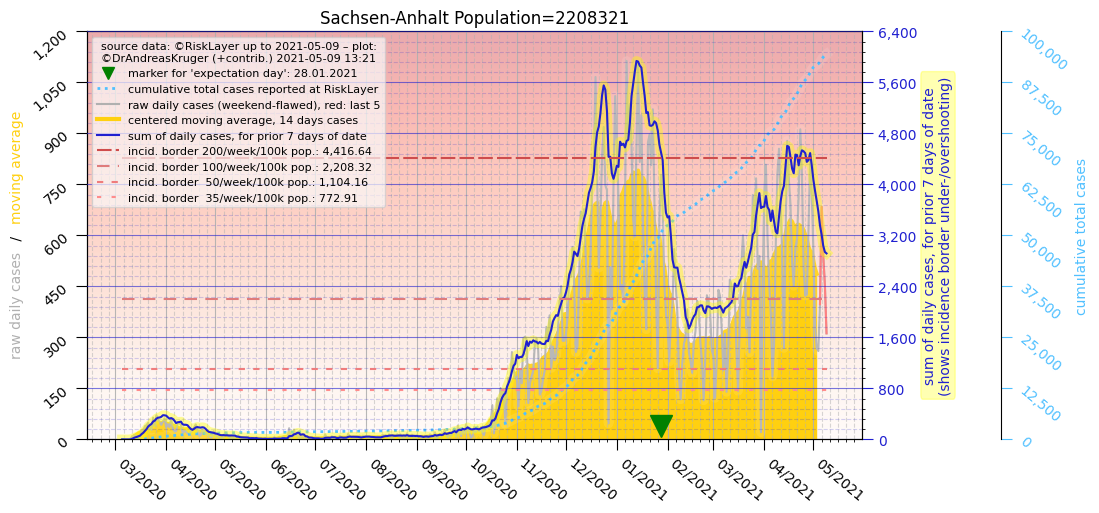 Sachsen-Anhalt Population=2208321
source data: ©RiskLayer up to 2021-05-09 – plot:
©DrAndreasKruger (+contrib.) 2021-05-09 13:21
marker for 'expectation day': 28.01.2021
cumulative total cases reported at RiskLayer
raw daily cases (weekend-flawed), red: last 5
centered moving average, 14 days cases
sum of daily cases, for prior 7 days of date
incid. border 200/week/100k pop.: 4,416.64
incid. border 100/week/100k pop.: 2,208.32
incid. border  50/week/100k pop.: 1,104.16
incid. border  35/week/100k pop.: 772.91
raw daily cases / moving average
1,200
1,050
900
750
600
450
300
150
0
03/2020
04/2020
05/2020
06/2020
07/2020
08/2020
09/2020
10/2020
11/2020
12/2020
01/2021
02/2021
03/2021
04/2021
05/2021
6,400
5,600
4,800
4,000
3,200
2,400
1,600
800
0
sum of daily cases, for prior 7 days of date
(shows incidence border under-/overshooting)
100,000
87,500
75,000
62,500
50,000
37,500
25,000
12,500
0
cumulative total cases